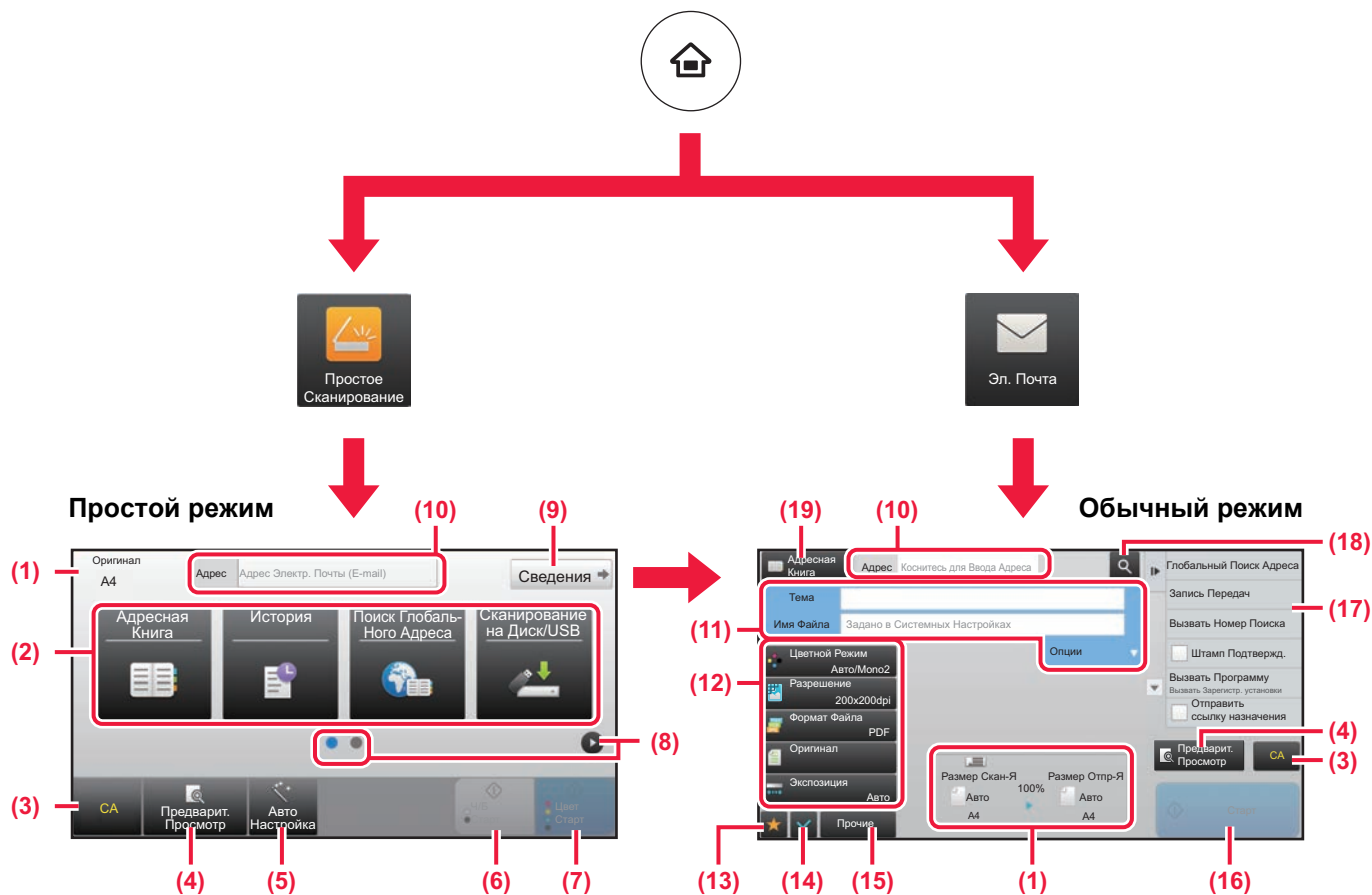 Простое
Сканирование
Эл. Почта
Простой режим
(10)
(9)
(1)
Оригинал
A4
Адрес
Адрес Электр. Почты (E-mail)
Сведения
(2)
Адресная
Книга
История
Поиск Глобаль-
Ного Адреса
Сканирование
на Диск/USB
(8)
(3)
CA
Предварит.
Просмотр
Авто
Настройка
Ч/Б
Старт
Цвет
Старт
(4)
(5)
(6)
(7)
Обычный режим
(19)
(10)
(18)
Адресная
Книга
Адрес
Коснитесь для Ввода Адреса
Глобальный Поиск Адреса
Тема
Запись Передач
(17)
(11)
Имя Файла
Задано в Системных Настройках
Вызвать Номер Поиска
Опции
Штамп Подтвержд.
(12)
Цветной Режим
Авто/Mono2
Разрешение
200x200dpi
Вызвать Программу
Вызвать Зарегистр. установки
Формат Файла
PDF
Отправить
ссылку назначения
Оригинал
(4)
Предварит.
Просмотр
CA
(3)
Экспозиция
Авто
Размер Скан-Я
100%
Размер Отпр-Я
Авто
A4
Авто
A4
Прочие
Старт
(13)
(14)
(15)
(1)
(16)